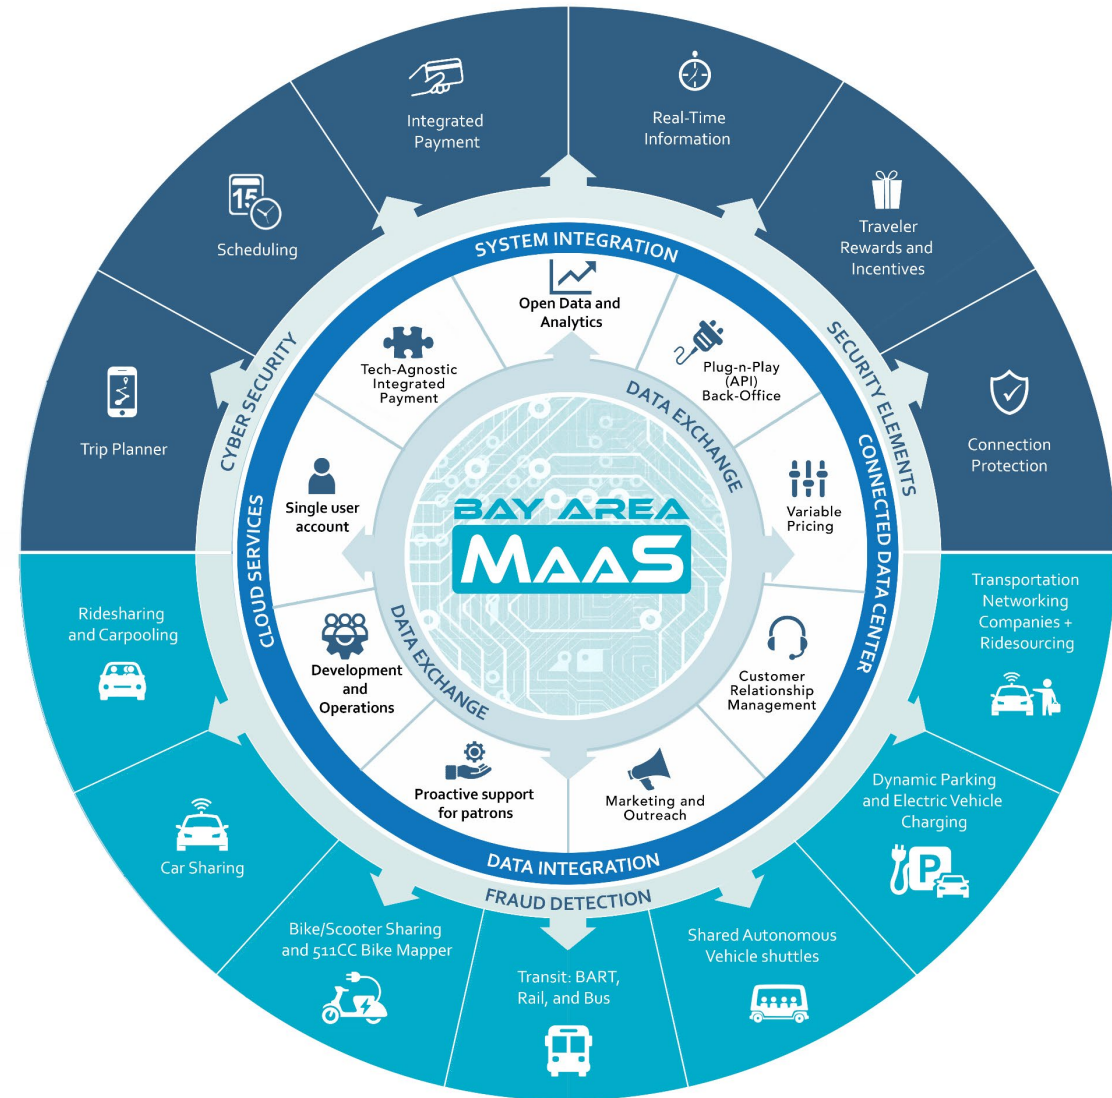 Integrated
Payment
Real-Time
Information
Scheduling
15
Traveler
Rewards and
Incentives
Trip Planner
Connection
Protection
CYBER SECURITY
SECURITY ELEMENTS
FRAUD DETECTION
SYSTEM INTEGRATION
CONNECTED DATA CENTER
DATA INTEGRATION
CLOUD SERVICES
Open Data and
Analytics
Tech-Agnostic
Integrated
Payment
Plug-n-Play
(API)
Back-Office
Single user
account
Variable
Pricing
DATA EXCHANGE
BAY AREA
MAAS
DATA EXCHANGE
Development
and
Operations
Customer
Relationship
Management
Proactive support
for patrons
Marketing and
Outreach
Ridesharing
and Carpooling
Transportation
Networking
Companies +
Ridesourcing
Car Sharing
Dynamic Parking
and Electric Vehicle
Charging
P
Bike/Scooter Sharing
and 511CC Bike Mapper
Transit: BART,
Rail, and Bus
Shared Autonomous
Vehicle shuttles